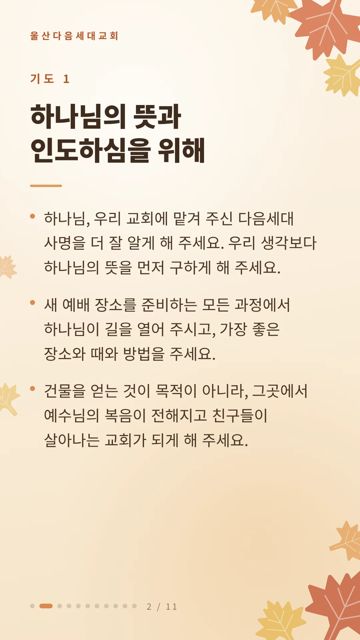 울산다음세대교회
기도 1
하나님의 뜻과
인도하심을 위해
하나님, 우리 교회에 맡겨 주신 다음세대
사명을 더 잘 알게 해 주세요. 우리 생각보다
하나님의 뜻을 먼저 구하게 해 주세요.
새 예배 장소를 준비하는 모든 과정에서
하나님이 길을 열어 주시고, 가장 좋은
장소와 때와 방법을 주세요.
건물을 얻는 것이 목적이 아니라, 그곳에서
예수님의 복음이 전해지고 친구들이
살아나는 교회가 되게 해 주세요.
2 / 11